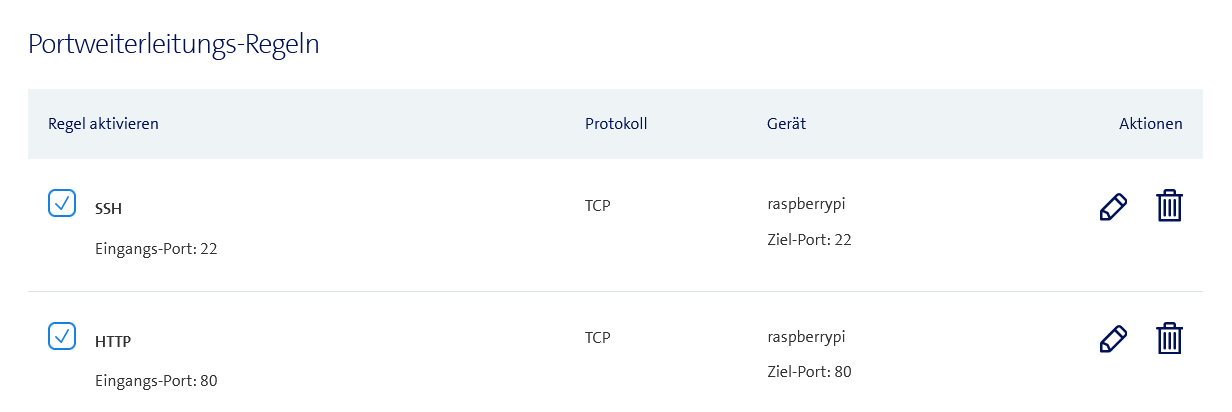 Portweiterleitungs-Regeln
Regel aktivieren Protokoll Gerät Aktionen
SSH TCP raspberrypi
Eingangs-Port: 22 Ziel-Port: 22
HTTP TCP raspberrypi
Eingangs-Port: 80 Ziel-Port: 80